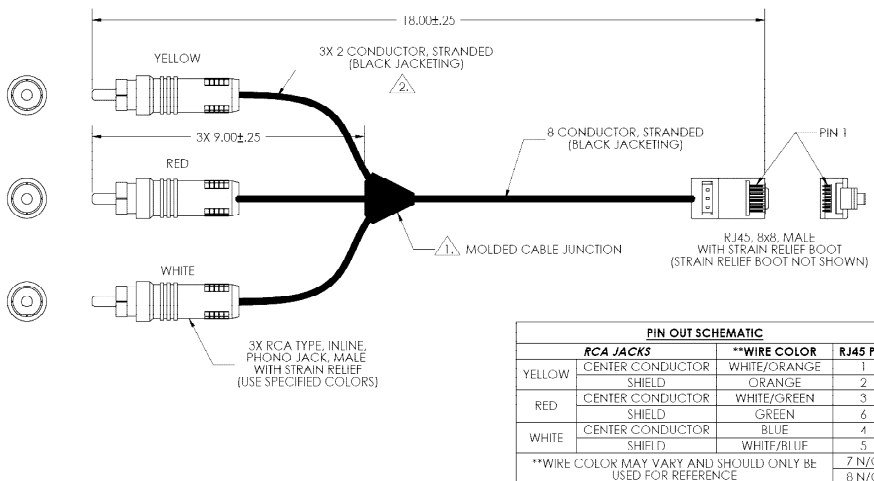 18.00±.25
YELLOW
3X 2 CONDUCTOR, STRANDED
(BLACK JACKETING)
2.
3X 9.00±.25
8 CONDUCTOR, STRANDED
(BLACK JACKETING)
PIN 1
RED
1. MOLDED CABLE JUNCTION
RJ45, 8x8, MALE
WITH STRAIN RELIEF BOOT
(STRAIN RELIEF BOOT NOT SHOWN)
WHITE
3X RCA TYPE, INLINE,
PHONO JACK, MALE
WITH STRAIN RELIEF
(USE SPECIFIED COLORS)
PIN OUT SCHEMATIC
RCA JACKS **WIRE COLOR RJ45 P
YELLOW CENTER CONDUCTOR WHITE/ORANGE 1
SHIELD ORANGE 2
RED CENTER CONDUCTOR WHITE/GREEN 3
SHIELD GREEN 6
WHITE CENTER CONDUCTOR BLUE 4
SHIELD WHITE/BLUE 5
**WIRE COLOR MAY VARY AND SHOULD ONLY BE 7 N/C
USED FOR REFERENCE 8 N/C